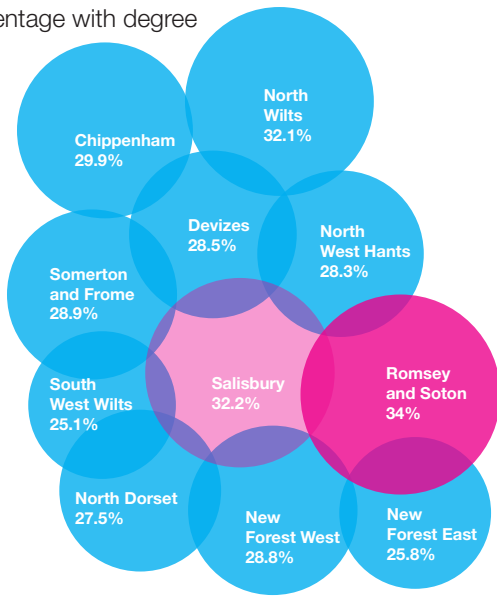 with degree
North
Wilts
32.1%
Chippenham
29.9%
Devizes
28.5%
North
West Hants
28.3%
Somerton
and Frome
28.9%
Salisbury
32.2%
Romsey
and Soton
34%
South
West Wilts
25.1%
North Dorset
27.5%
New
Forest West
28.8%
New
Forest East
25.8%